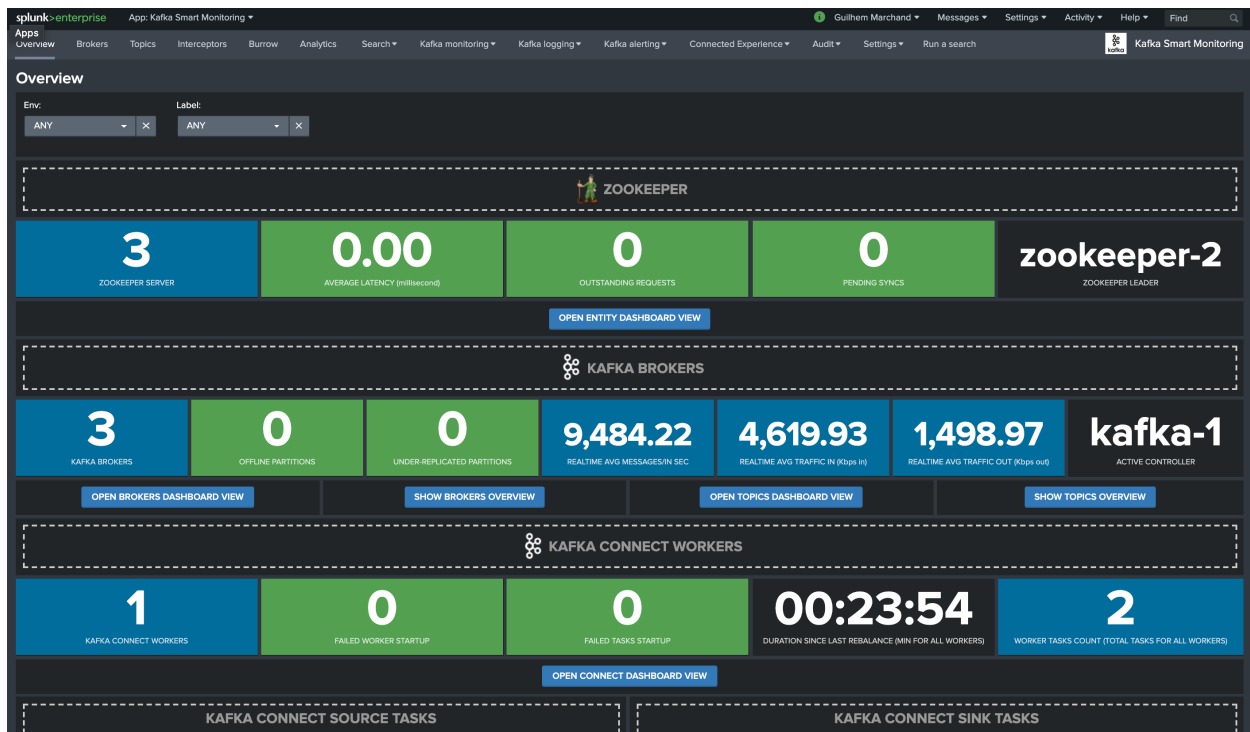 splunk>enterprise App: Kafka Smart Monitoring Guilhem Marchand Messages Settings Activity Help Find
Apps
Overview Brokers Topics Interceptors Burrow Analytics Search Kafka monitoring Kafka logging Kafka alerting Connected Experience Audit Settings Run a search kafka Kafka Smart Monitoring
Overview
Env: Label:
ANY ANY
ZOOKEEPER
3 0.00 0 0 zookeeper-2
ZOOKEEPER SERVER AVERAGE LATENCY (millisecond) OUTSTANDING REQUESTS PENDING SYNCS ZOOKEEPER LEADER
OPEN ENTITY DASHBOARD VIEW
KAFKA BROKERS
3 0 0 9,484.22 4,619.93 1,498.97 kafka-1
KAFKA BROKERS OFFLINE PARTITIONS UNDER-REPLICATED PARTITIONS REALTIME AVG MESSAGES/IN SEC REALTIME AVG TRAFFIC IN (Kbps in) REALTIME AVG TRAFFIC OUT (Kbps out) ACTIVE CONTROLLER
OPEN BROKERS DASHBOARD VIEW SHOW BROKERS OVERVIEW OPEN TOPICS DASHBOARD VIEW SHOW TOPICS OVERVIEW
KAFKA CONNECT WORKERS
1 0 0 00:23:54 2
KAFKA CONNECT WORKERS FAILED WORKER STARTUP FAILED TASKS STARTUP DURATION SINCE LAST REBALANCE (MIN FOR ALL WORKERS) WORKER TASKS COUNT (TOTAL TASKS FOR ALL WORKERS)
OPEN CONNECT DASHBOARD VIEW
KAFKA CONNECT SOURCE TASKS KAFKA CONNECT SINK TASKS